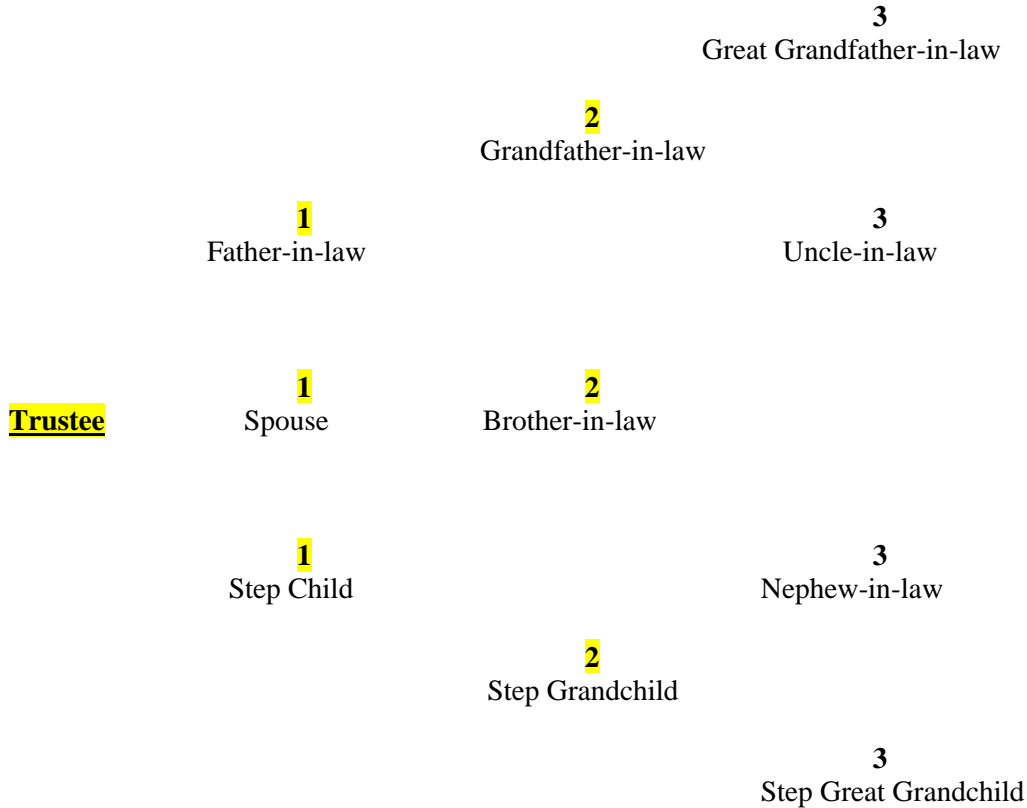 3
Great Grandfather-in-law
2
Grandfather-in-law
1 3
Father-in-law Uncle-in-law
1 2
Trustee Spouse Brother-in-law
1 3
Step Child Nephew-in-law
2
Step Grandchild
3
Step Great Grandchild